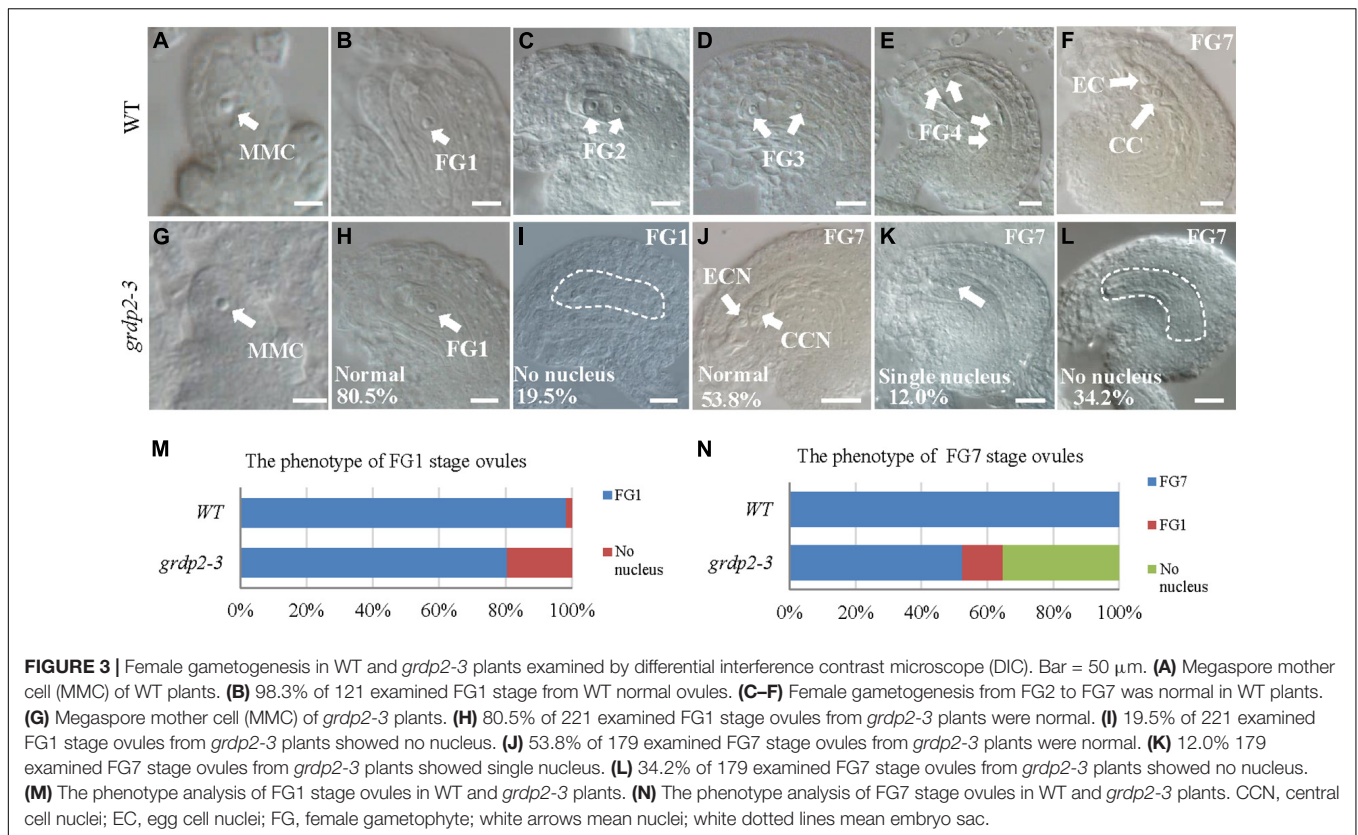 A B C D E F FG7
WT
MMC FG1 FG2 FG3 FG4 EC
CC
G H I FG1 J FG7 K FG7 L FG7
grdp2-3
MMC FG1 ECN
CCN
Normal 80.5%
No nucleus 19.5%
Normal 53.8%
Single nucleus 12.0%
No nucleus 34.2%
M
The phenotype of FG1 stage ovules
WT
grdp2-3
0% 20% 40% 60% 80% 100%
FG1
No nucleus
N
The phenotype of FG7 stage ovules
WT
grdp2-3
0% 20% 40% 60% 80% 100%
FG7
FG1
No nucleus
FIGURE 3 | Female gametogenesis in WT and grdp2-3 plants examined by differential interference contrast microscope (DIC). Bar = 50 μm. (A) Megaspore mother
cell (MMC) of WT plants. (B) 98.3% of 121 examined FG1 stage from WT normal ovules. (C–F) Female gametogenesis from FG2 to FG7 was normal in WT plants.
(G) Megaspore mother cell (MMC) of grdp2-3 plants. (H) 80.5% of 221 examined FG1 stage ovules from grdp2-3 plants were normal. (I) 19.5% of 221 examined
FG1 stage ovules from grdp2-3 plants showed no nucleus. (J) 53.8% of 179 examined FG7 stage ovules from grdp2-3 plants were normal. (K) 12.0% 179
examined FG7 stage ovules from grdp2-3 plants showed single nucleus. (L) 34.2% of 179 examined FG7 stage ovules from grdp2-3 plants showed no nucleus.
(M) The phenotype analysis of FG1 stage ovules in WT and grdp2-3 plants. (N) The phenotype analysis of FG7 stage ovules in WT and grdp2-3 plants. CCN, central
cell nuclei; EC, egg cell nuclei; FG, female gametophyte; white arrows mean nuclei; white dotted lines mean embryo sac.